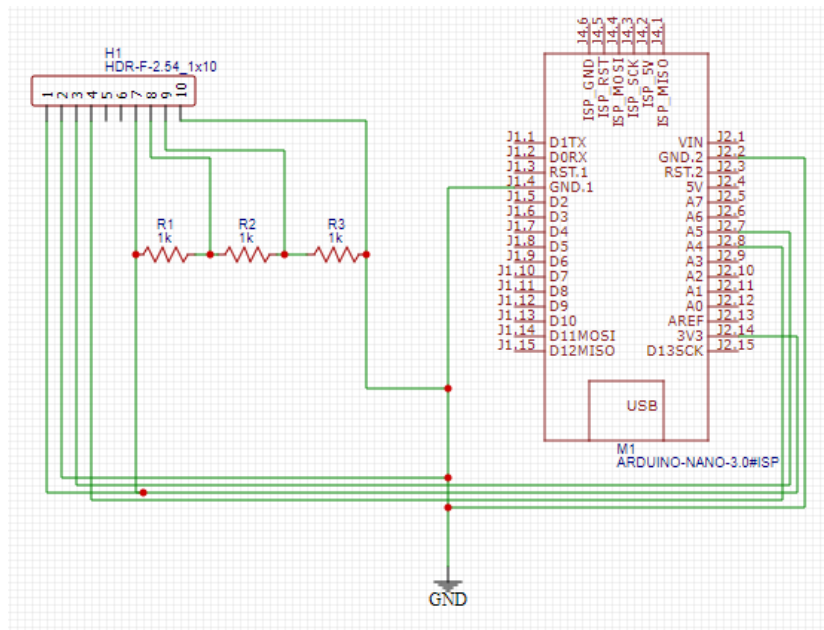 H1
HDR-F-2.54_1x10
1 2 3 4 5 6 7 8 9 10
R1
1k
R2
1k
R3
1k
J4.6 J4.5 J4.4 J4.3 J4.2 J4.1
ISP_GND ISP_RST ISP_MOSI ISP_SCK ISP_5V ISP_MISO
J1.1 D1TX VIN J2.1
J1.2 D0RX GND.2 J2.2
J1.3 RST.1 RST.2 J2.3
J1.4 GND.1 5V J2.4
J1.5 D2 A7 J2.5
J1.6 D3 A6 J2.6
J1.7 D4 A5 J2.7
J1.8 D5 A4 J2.8
J1.9 D6 A3 J2.9
J1.10 D7 A2 J2.10
J1.11 D8 A1 J2.11
J1.12 D9 A0 J2.12
J1.13 D10 AREF J2.13
J1.14 D11MOSI 3V3 J2.14
J1.15 D12MISO D13SCK J2.15
USB
M1
ARDUINO-NANO-3.0#ISP
GND